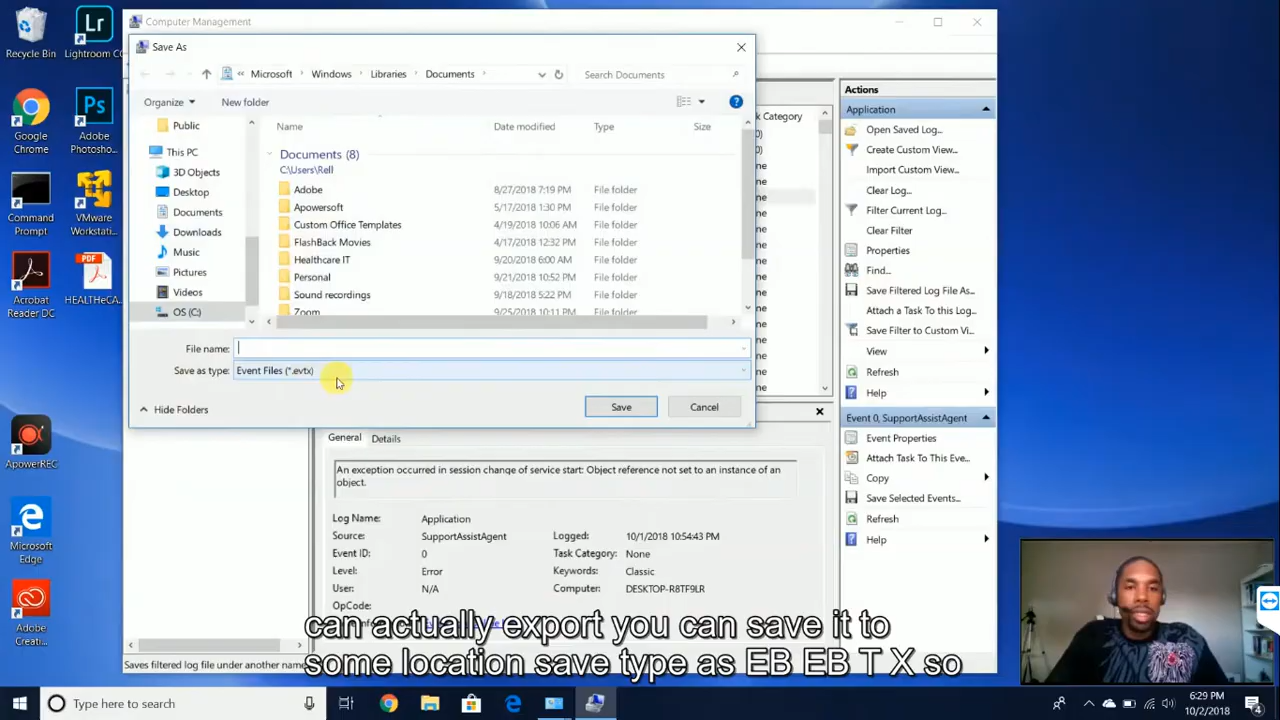 Recycle Bin
Lightroom CC
Google Chrome
Adobe Photosho...
Command Prompt
VMware Workstati...
Acrobat Reader DC
HEALTHeCA...
ApowerREC
Microsoft Edge
Adobe Creati...
Computer Management
Save As
« Microsoft › Windows › Libraries › Documents ›
Search Documents
Organize
New folder
Public
This PC
3D Objects
Desktop
Documents
Downloads
Music
Pictures
Videos
OS (C:)
Name Date modified Type Size
Documents (8)
C:\Users\Rell
Adobe 8/27/2018 7:19 PM File folder
Apowersoft 5/17/2018 1:30 PM File folder
Custom Office Templates 4/19/2018 10:06 AM File folder
FlashBack Movies 4/17/2018 12:32 PM File folder
Healthcare IT 9/20/2018 6:00 AM File folder
Personal 9/21/2018 10:52 PM File folder
Sound recordings 9/18/2018 5:22 PM File folder
Zoom 9/25/2018 10:11 PM File folder
File name:
Save as type: Event Files (*.evtx)
Hide Folders
Save
Cancel
Category
Actions
Application
Open Saved Log...
Create Custom View...
Import Custom View...
Clear Log...
Filter Current Log...
Clear Filter
Properties
Find...
Save Filtered Log File As...
Attach a Task To this Log...
Save Filter to Custom Vi...
View
Refresh
Help
Event 0, SupportAssistAgent
Event Properties
Attach Task To This Eve...
Copy
Save Selected Events...
Refresh
Help
General
Details
An exception occurred in session change of service start: Object reference not set to an instance of an
object.
Log Name: Application
Source: SupportAssistAgent Logged: 10/1/2018 10:54:43 PM
Event ID: 0 Task Category: None
Level: Error Keywords: Classic
User: N/A Computer: DESKTOP-R8TF9LR
OpCode:
can actually export you can save it to
some location save type as EB EB T X so
Saves filtered log file under another name
Type here to search
6:29 PM
10/2/2018
4